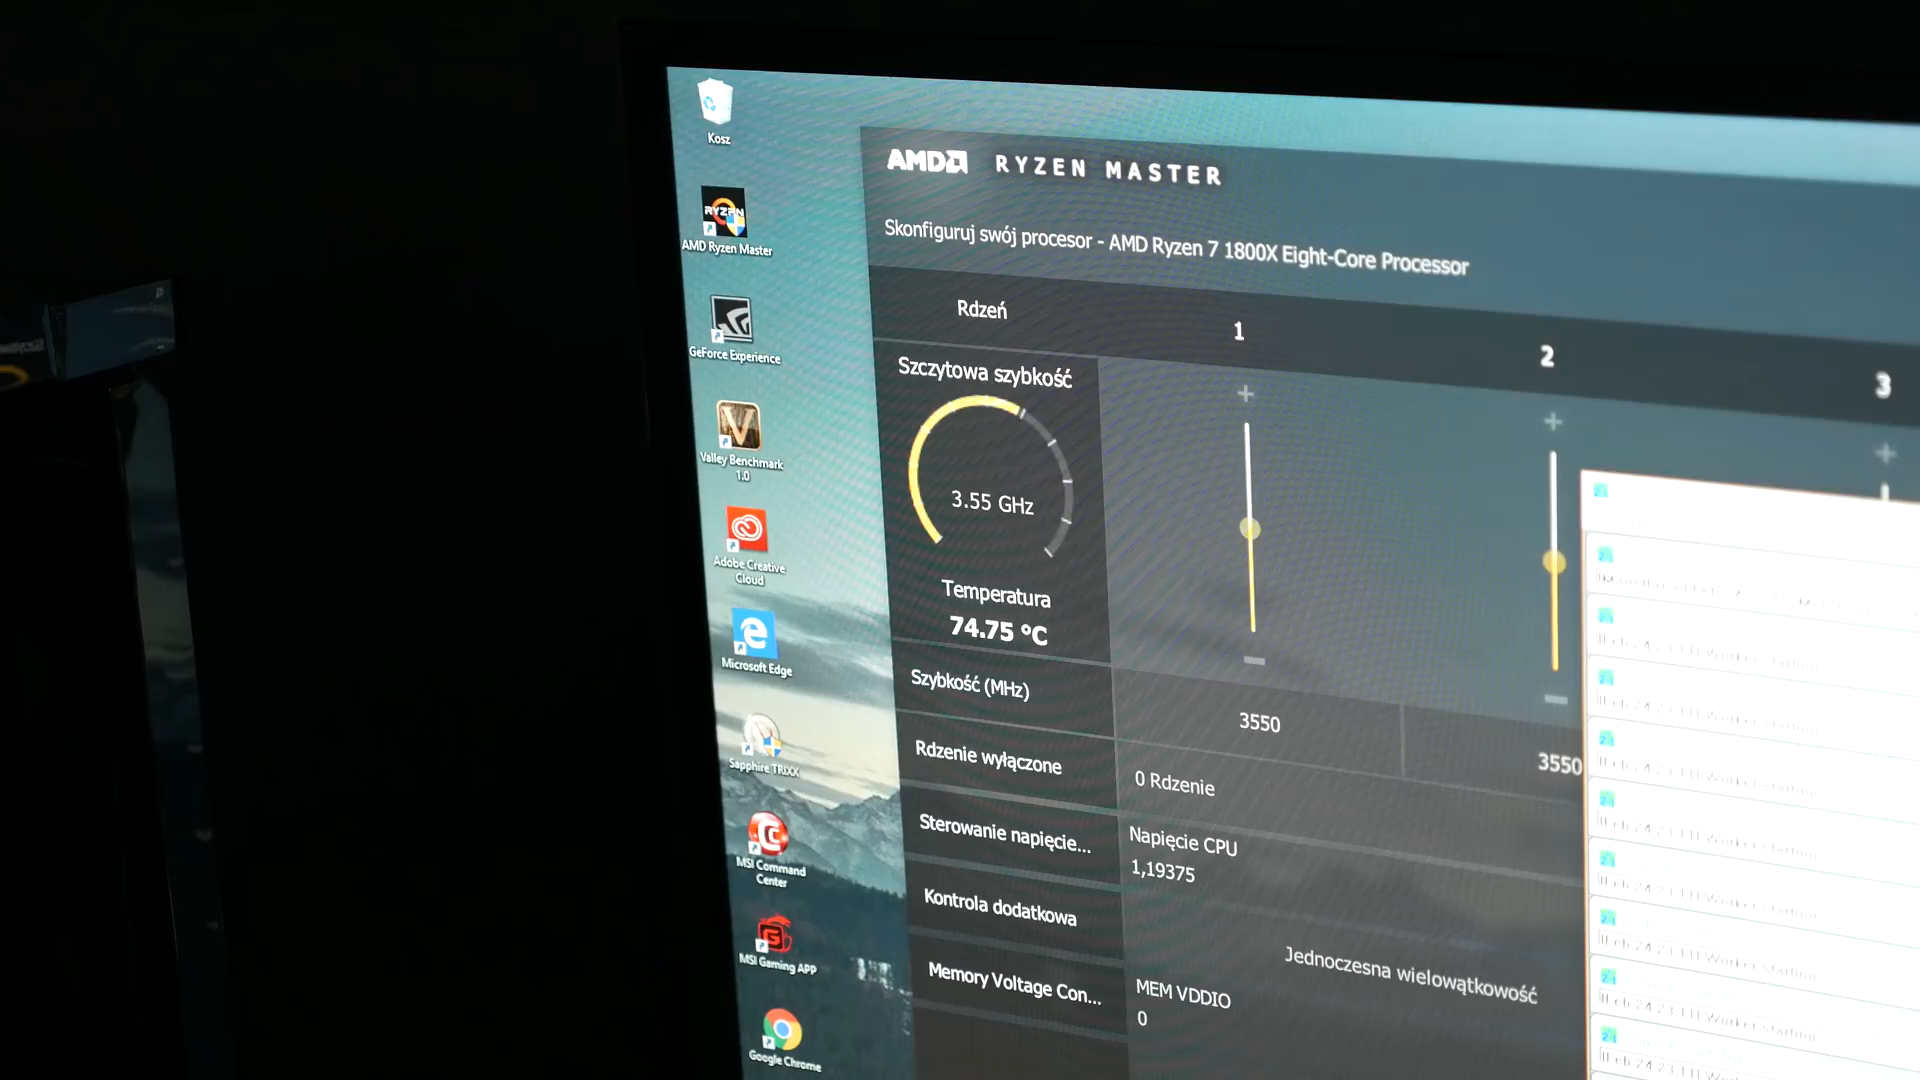 Kosz
AMD Ryzen Master
GeForce Experience
Valley Benchmark
1.0
Adobe Creative
Cloud
Microsoft Edge
Sapphire TRIXX
MSI Command
Center
MSI Gaming APP
Google Chrome
AMD RYZEN MASTER
Skonfiguruj swój procesor - AMD Ryzen 7 1800X Eight-Core Processor
Rdzeń 1 2 3
Szczytowa szybkość
3.55 GHz
Temperatura
74.75 °C
Szybkość (MHz) 3550 3550
Rdzenie wyłączone 0 Rdzenie
Sterowanie napięcie... Napięcie CPU
1,19375
Kontrola dodatkowa
Jednoczesna wielowątkowość
Memory Voltage Con... MEM VDDIO
0